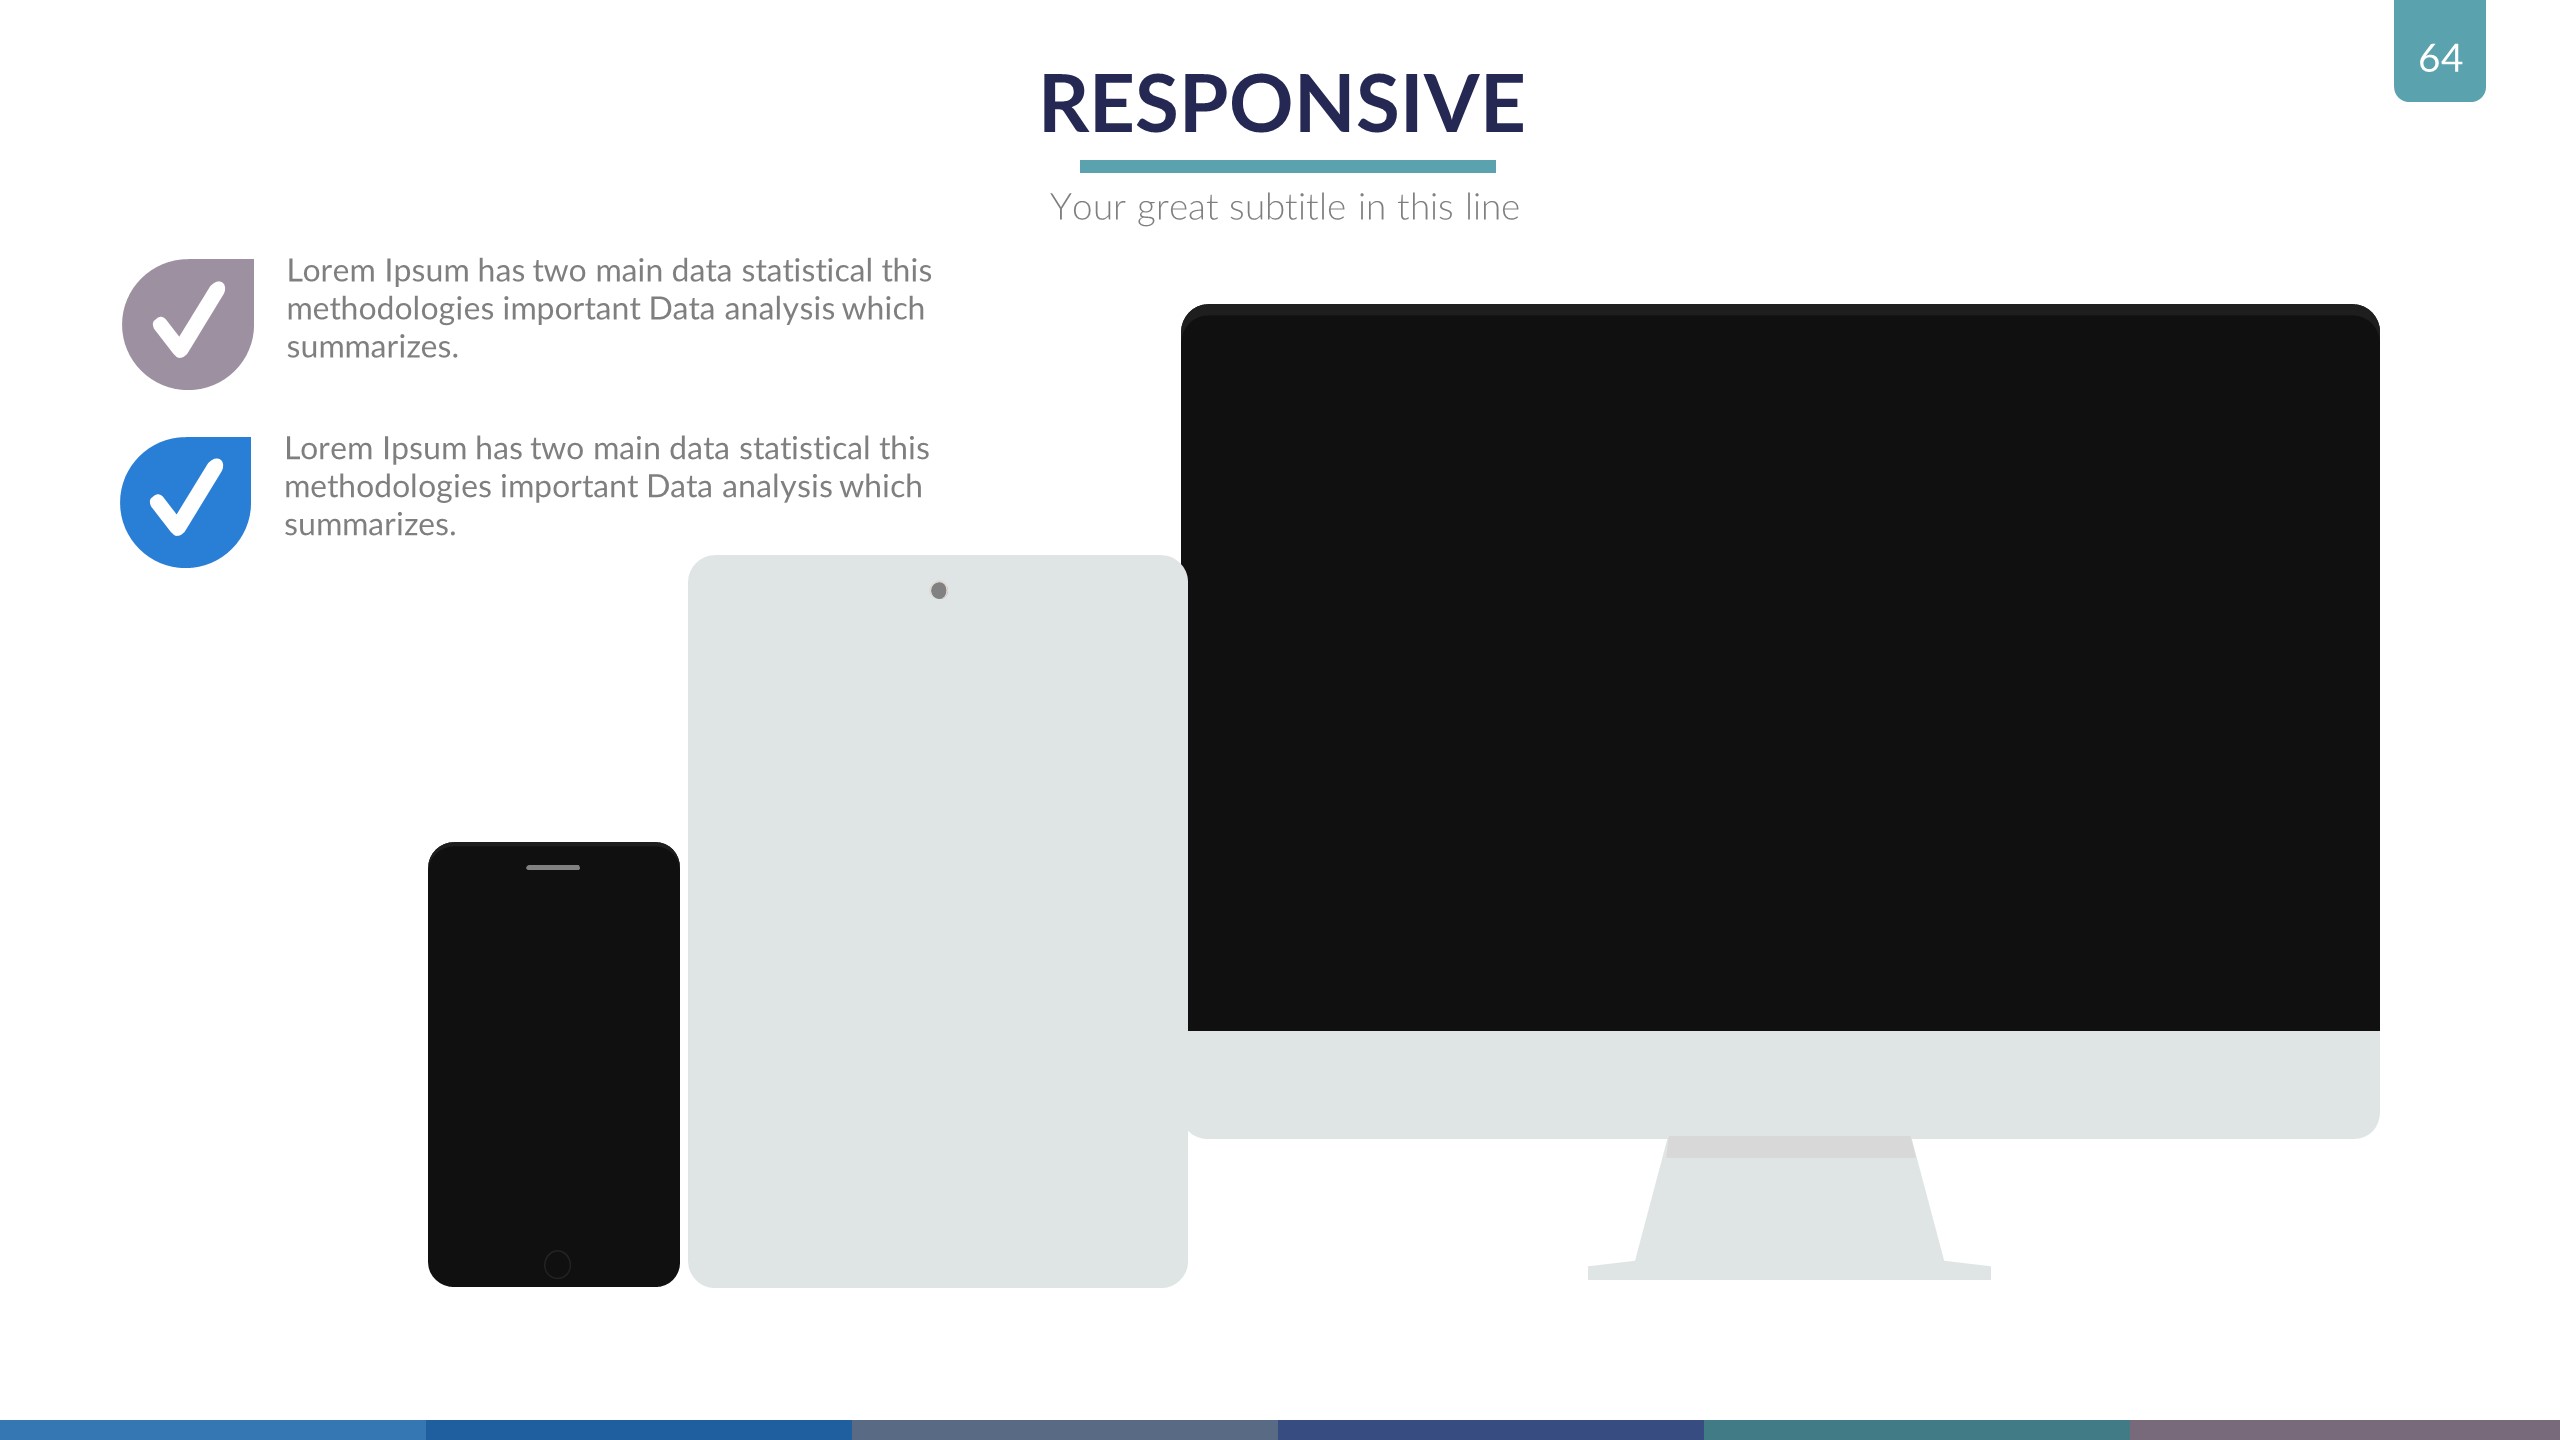 64
RESPONSIVE
Your great subtitle in this line
Lorem Ipsum has two main data statistical this
methodologies important Data analysis which
summarizes.
Lorem Ipsum has two main data statistical this
methodologies important Data analysis which
summarizes.